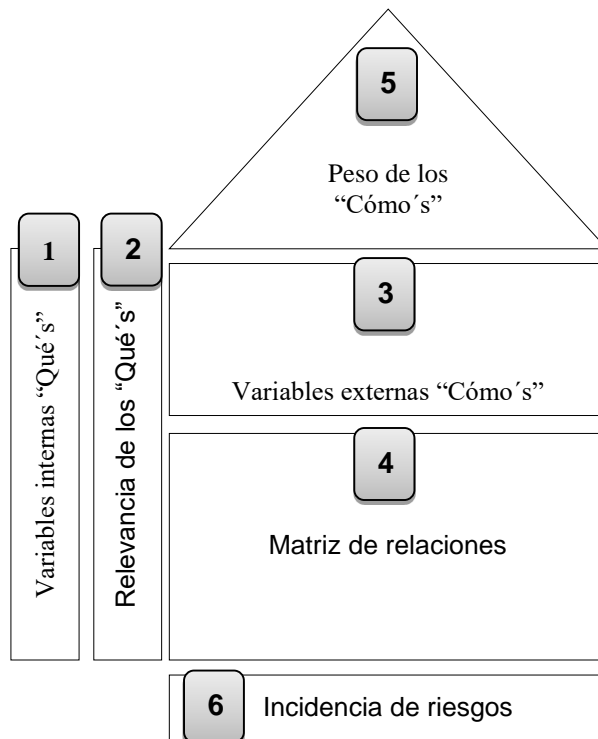 5
Peso de los
“Cómo´s”
1
Variables internas “Qué´s”
2
Relevancia de los “Qué´s”
3
Variables externas “Cómo´s”
4
Matriz de relaciones
6
Incidencia de riesgos